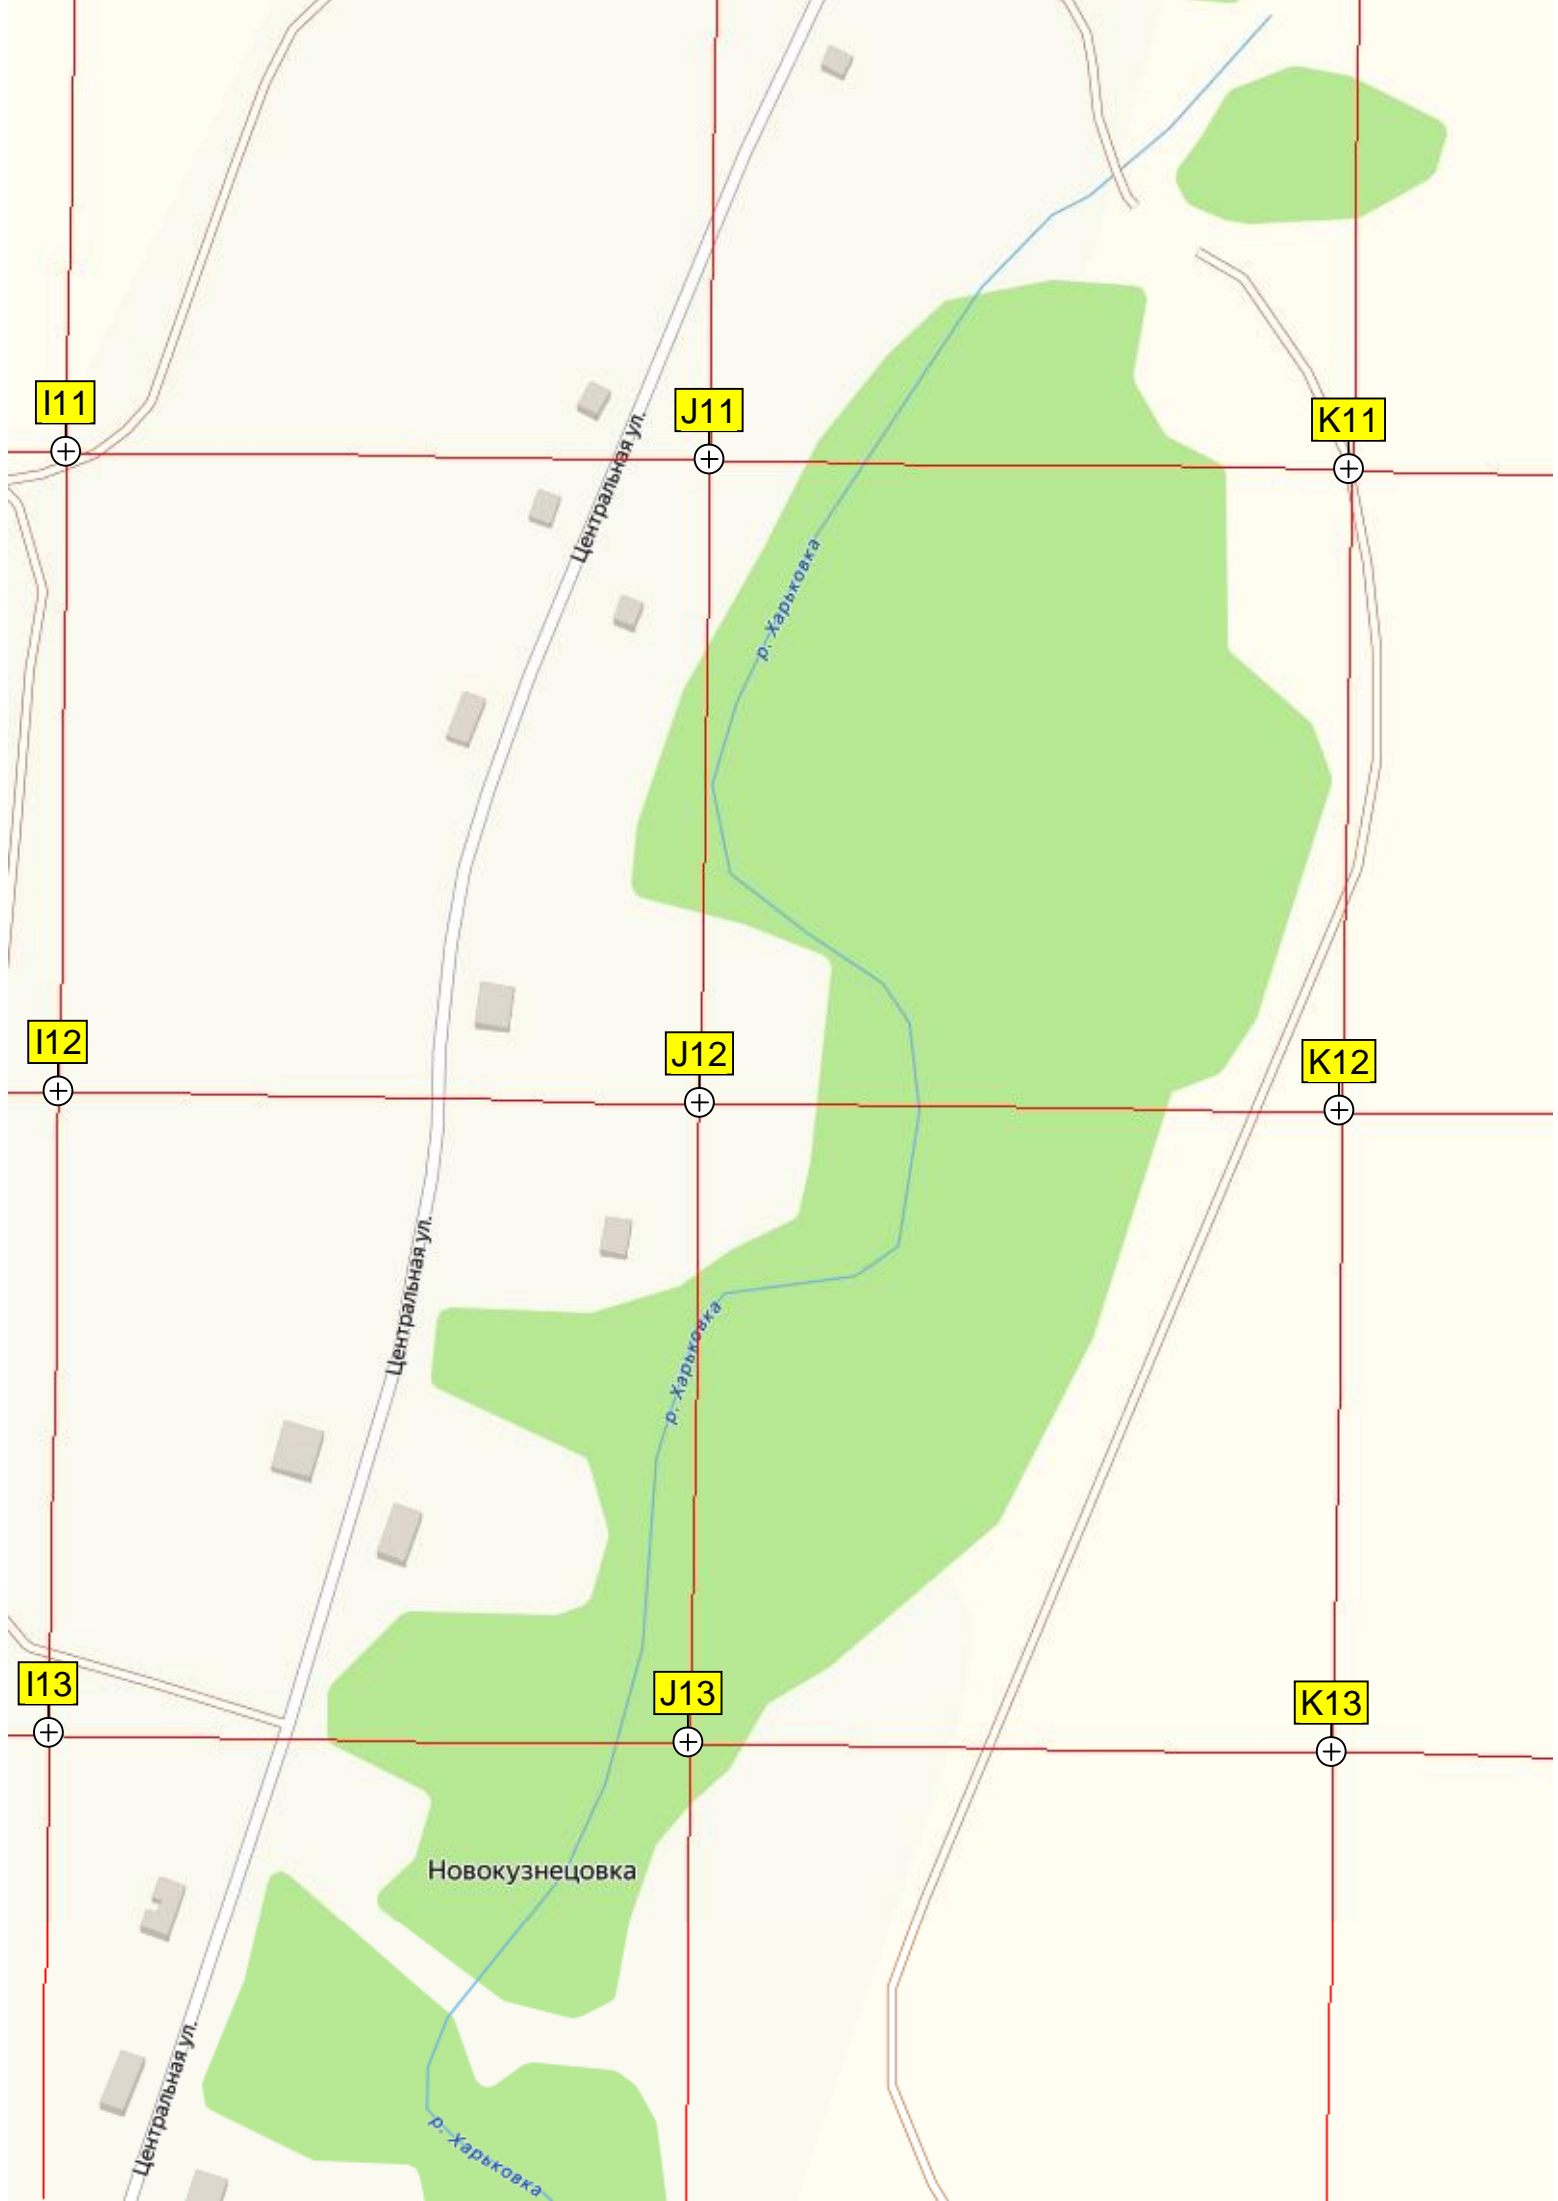 I11
J11
K11
Центральная ул.
р. Харьковка
I12
J12
K12
Центральная ул.
р. Харьковка
I13
J13
K13
Новокузнецовка
Центральная ул.
р. Харьковка